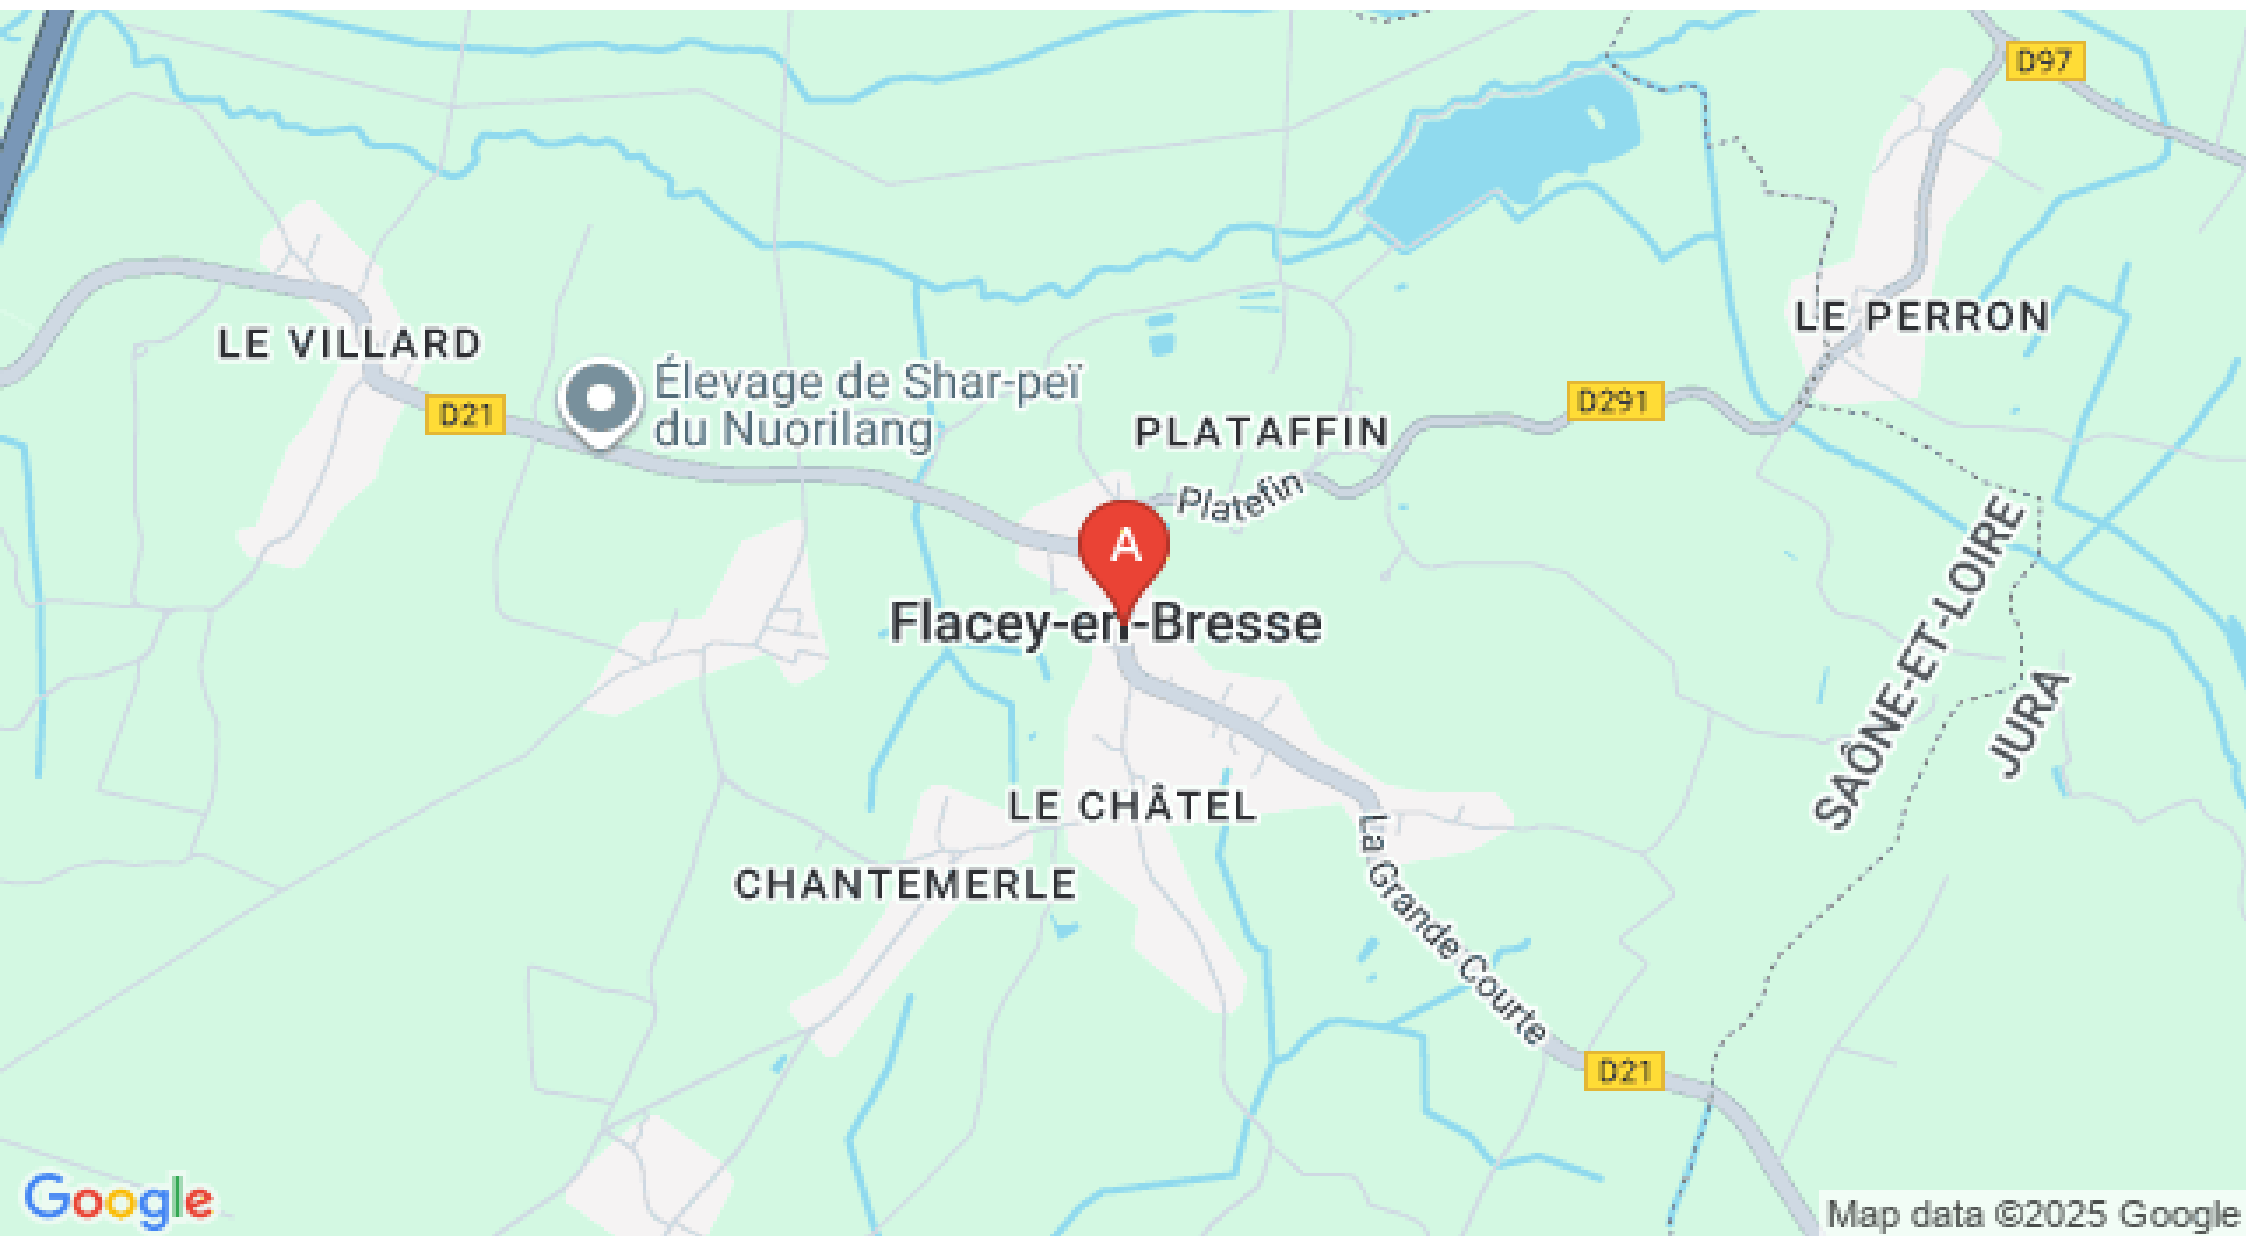 D97
LE PERRON
LE VILLARD
Élevage de Shar-peï
du Nuorilang
D21
D291
PLATAFFIN
Platefin
A
Flacey-en-Bresse
SAÔNE-ET-LOIRE
JURA
LE CHÂTEL
CHANTEMERLE
La Grande Courte
D21
Google
Map data ©2025 Google